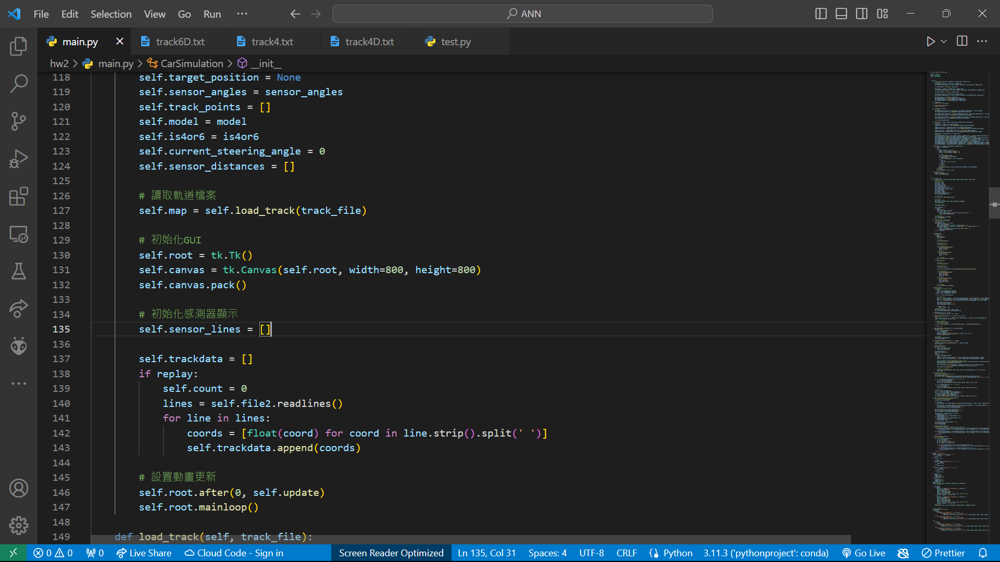 File Edit Selection View Go Run ··· ANN
main.py track6D.txt track4.txt track4D.txt test.py
hw2 > main.py > CarSimulation > __init__
118 self.target_position = None
119 self.sensor_angles = sensor_angles
120 self.track_points = []
121 self.model = model
122 self.is4or6 = is4or6
123 self.current_steering_angle = 0
124 self.sensor_distances = []
125
126 # 讀取軌道檔案
127 self.map = self.load_track(track_file)
128
129 # 初始化GUI
130 self.root = tk.Tk()
131 self.canvas = tk.Canvas(self.root, width=800, height=800)
132 self.canvas.pack()
133
134 # 初始化感測器顯示
135 self.sensor_lines = []
136
137 self.trackdata = []
138 if replay:
139 self.count = 0
140 lines = self.file2.readlines()
141 for line in lines:
142 coords = [float(coord) for coord in line.strip().split(' ')]
143 self.trackdata.append(coords)
144
145 # 設置動畫更新
146 self.root.after(0, self.update)
147 self.root.mainloop()
148
149 def load_track(self, track_file):
0 0 0 Live Share Cloud Code - Sign in Screen Reader Optimized Ln 135, Col 31 Spaces: 4 UTF-8 CRLF Python 3.11.3 ('pythonproject': conda) Go Live Prettier